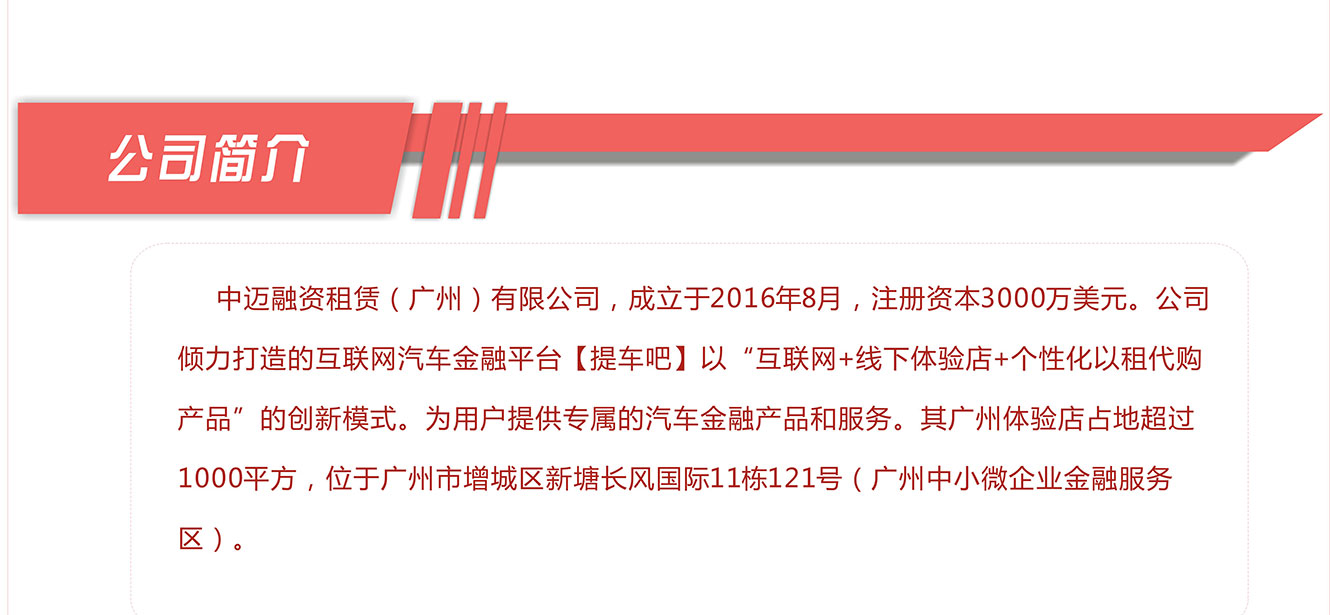 公司简介
中迈融资租赁（广州）有限公司，成立于2016年8月，注册资本3000万美元。公司
倾力打造的互联网汽车金融平台【提车吧】以“互联网+线下体验店+个性化以租代购
产品”的创新模式。为用户提供专属的汽车金融产品和服务。其广州体验店占地超过
1000平方，位于广州市增城区新塘长风国际11栋121号（广州中小微企业金融服务
区）。